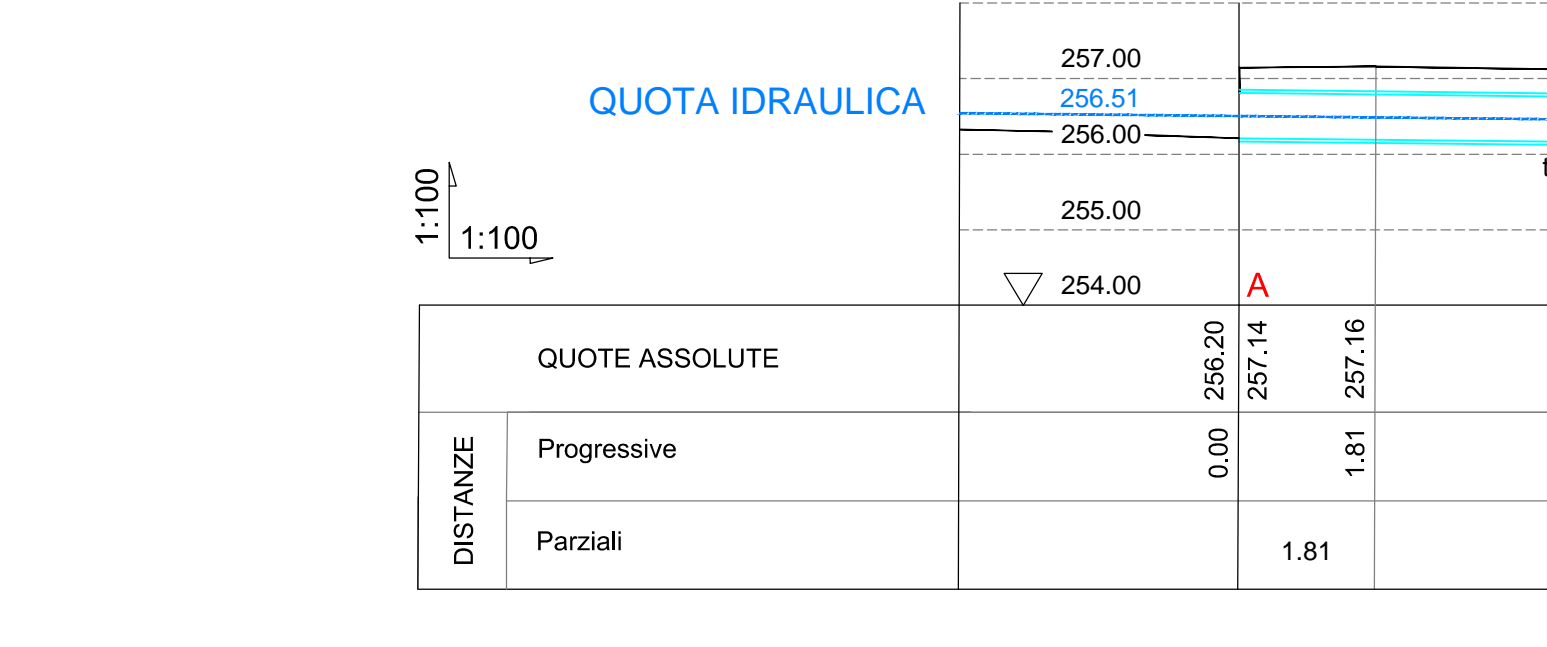 257.00
QUOTA IDRAULICA
256.51
256.00
1:100
1:100
255.00
254.00
A
QUOTE ASSOLUTE
256.20
257.14
257.16
DISTANZE
Progressive
0.00
1.81
Parziali
1.81